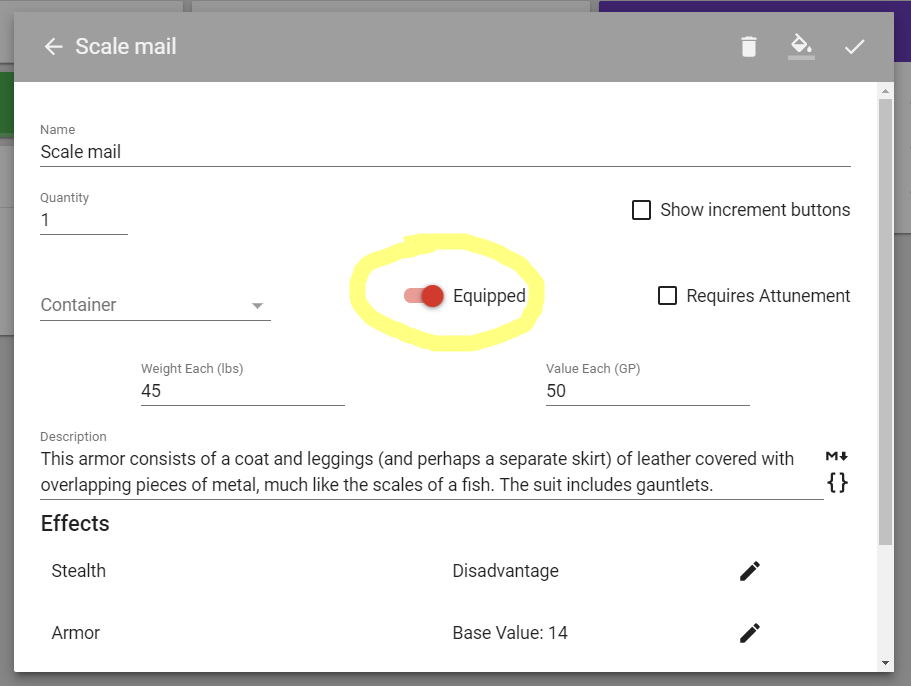 Scale mail
Name
Scale mail
Quantity
1
Show increment buttons
Container
Equipped
Requires Attunement
Weight Each (lbs)
45
Value Each (GP)
50
Description
This armor consists of a coat and leggings (and perhaps a separate skirt) of leather covered with
overlapping pieces of metal, much like the scales of a fish. The suit includes gauntlets.
M
{}
Effects
Stealth Disadvantage
Armor Base Value: 14